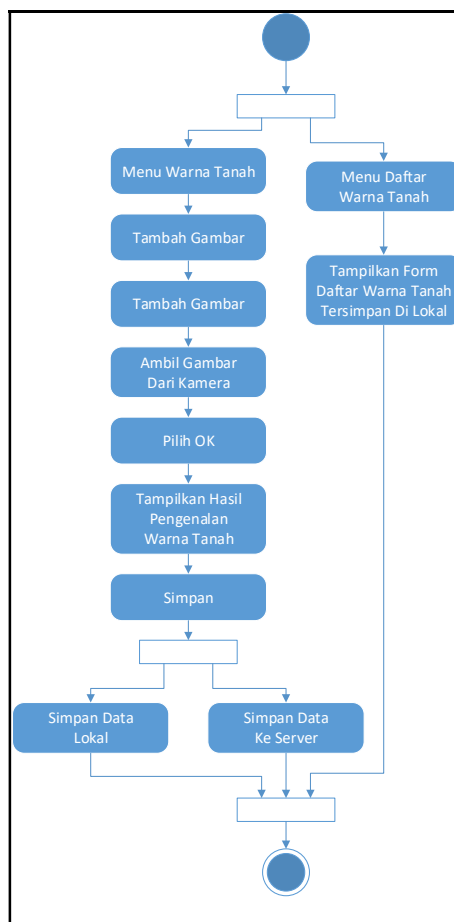 Menu Warna Tanah
Tambah Gambar
Tambah Gambar
Ambil Gambar
Dari Kamera
Pilih OK
Tampilkan Hasil
Pengenalan
Warna Tanah
Simpan
Simpan Data
Lokal
Simpan Data
Ke Server
Menu Daftar
Warna Tanah
Tampilkan Form
Daftar Warna Tanah
Tersimpan Di Lokal